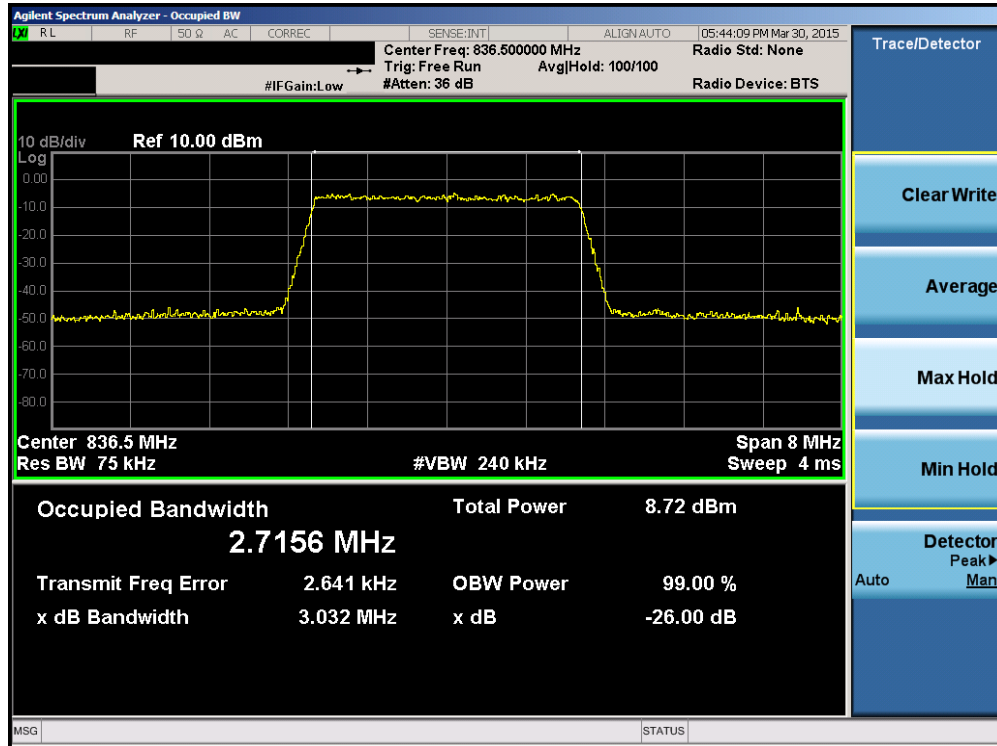 Agilent Spectrum Analyzer - Occupied BW
LXI RL RF 50 Ω AC CORREC SENSE:INT ALIGN AUTO 05:44:09 PM Mar 30, 2015
Center Freq: 836.500000 MHz Radio Std: None
Trig: Free Run Avg|Hold: 100/100
#IFGain:Low #Atten: 36 dB Radio Device: BTS
10 dB/div Ref 10.00 dBm
Log
0.00
-10.0
-20.0
-30.0
-40.0
-50.0
-60.0
-70.0
-80.0
Center 836.5 MHz Span 8 MHz
Res BW 75 kHz #VBW 240 kHz Sweep 4 ms
Occupied Bandwidth Total Power 8.72 dBm
2.7156 MHz
Transmit Freq Error 2.641 kHz OBW Power 99.00 %
x dB Bandwidth 3.032 MHz x dB -26.00 dB
MSG STATUS
Trace/Detector
Clear Write
Average
Max Hold
Min Hold
Detector
Peak▶
Auto Man